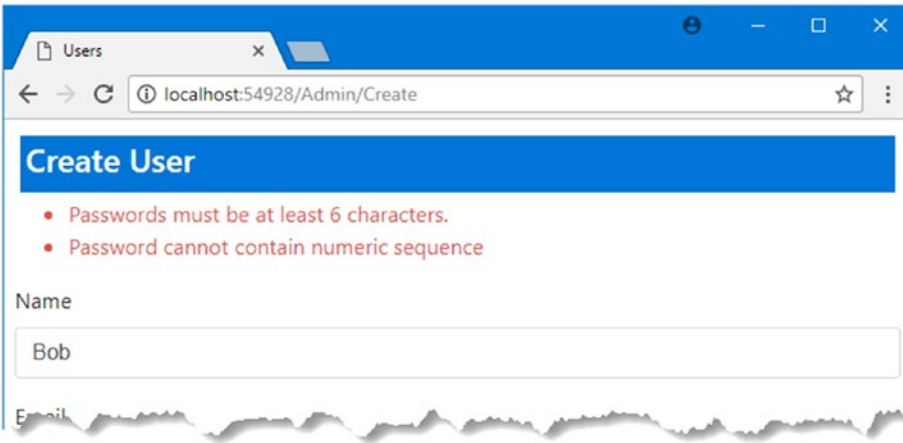 Users
localhost:54928/Admin/Create
Create User
Passwords must be at least 6 characters.
Password cannot contain numeric sequence
Name
Bob
Email